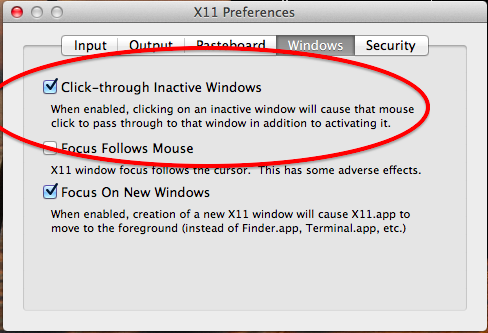 X11 Preferences
Input Output Pasteboard Windows Security
Click-through Inactive Windows
When enabled, clicking on an inactive window will cause that mouse
click to pass through to that window in addition to activating it.
Focus Follows Mouse
X11 window focus follows the cursor. This has some adverse effects.
Focus On New Windows
When enabled, creation of a new X11 window will cause X11.app to
move to the foreground (instead of Finder.app, Terminal.app, etc.)